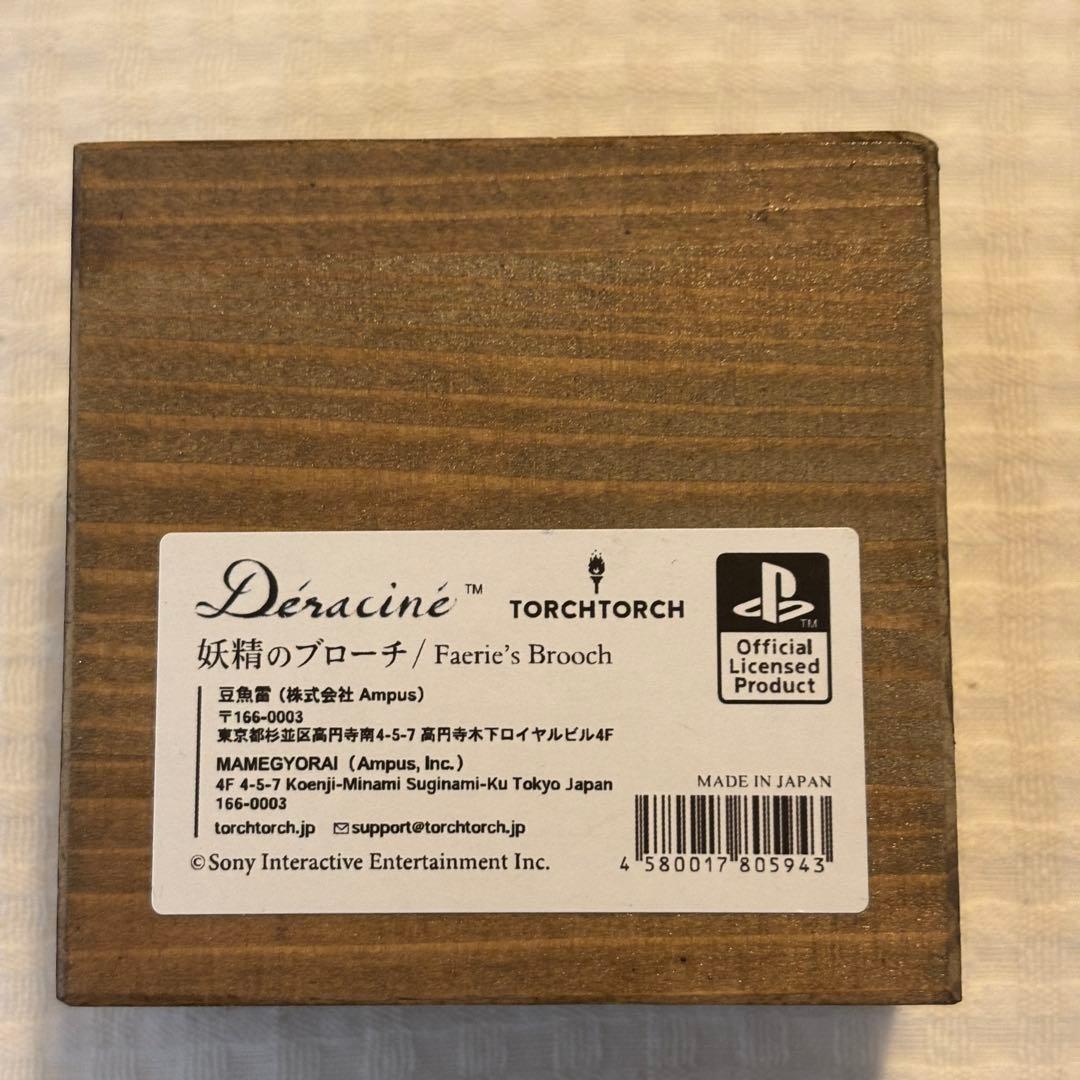 Déraciné™
TORCHTORCH
Official
Licensed
Product
妖精のブローチ / Faerie's Brooch
豆魚雷（株式会社 Ampus）
〒166-0003
東京都杉並区高円寺南4-5-7 高円寺木下ロイヤルビル4F
MAMEGYORAI（Ampus, Inc.）
4F 4-5-7 Koenji-Minami Suginami-Ku Tokyo Japan
166-0003
torchtorch.jp support@torchtorch.jp
©Sony Interactive Entertainment Inc.
MADE IN JAPAN
4 580017 805943